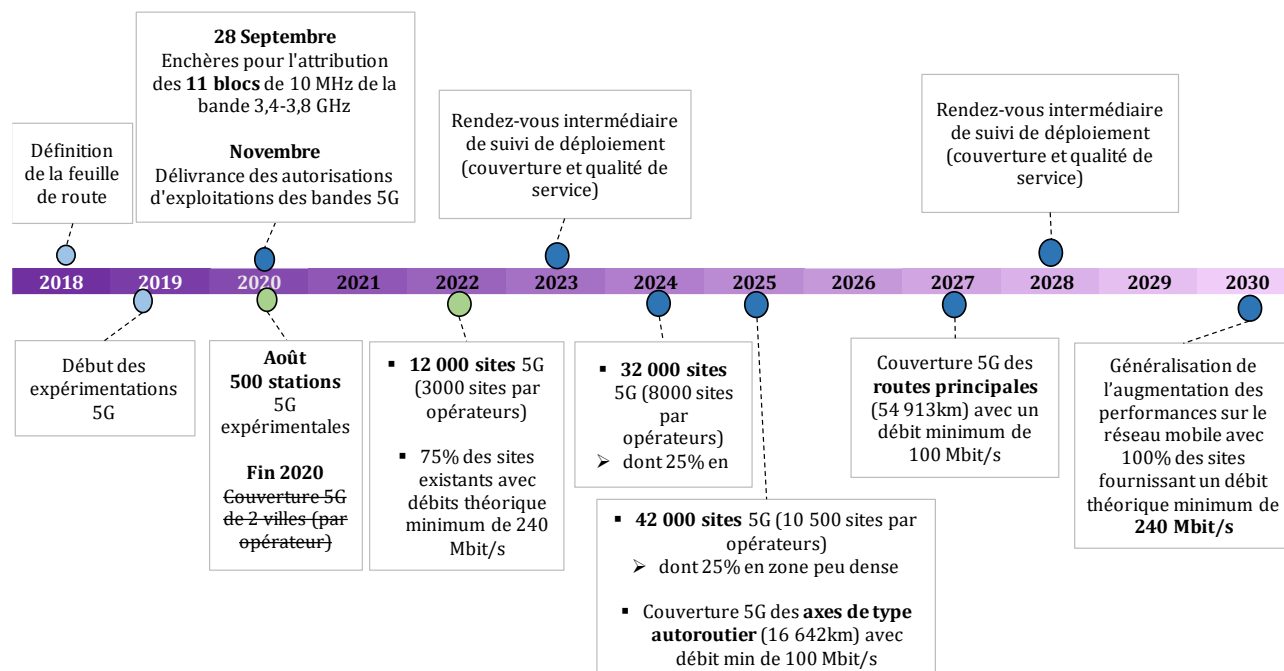 28 Septembre
Enchères pour l'attribution
des 11 blocs de 10 MHz de la
bande 3,4-3,8 GHz
Novembre
Délivrance des autorisations
d'exploitations des bandes 5G
Définition
de la feuille
de route
Rendez-vous intermédiaire
de suivi de déploiement
(couverture et qualité de
service)
Rendez-vous intermédiaire
de suivi de déploiement
(couverture et qualité de
service)
2018 2019 2020 2021 2022 2023 2024 2025 2026 2027 2028 2029 2030
Début des
expérimentations
5G
Août
500 stations
5G
expérimentales
Fin 2020
Couverture 5G
de 2 villes (par
opérateur)
▪ 12 000 sites 5G
(3000 sites par
opérateurs)
▪ 75% des sites
existants avec
débits théorique
minimum de 240
Mbit/s
▪ 32 000 sites
5G (8000 sites
par
opérateurs)
➢ dont 25% en
▪ 42 000 sites 5G (10 500 sites par
opérateurs)
➢ dont 25% en zone peu dense
▪ Couverture 5G des axes de type
autoroutier (16 642km) avec
débit min de 100 Mbit/s
Couverture 5G des
routes principales
(54 913km) avec un
débit minimum de
100 Mbit/s
Généralisation de
l’augmentation des
performances sur le
réseau mobile avec
100% des sites
fournissant un débit
théorique minimum de
240 Mbit/s